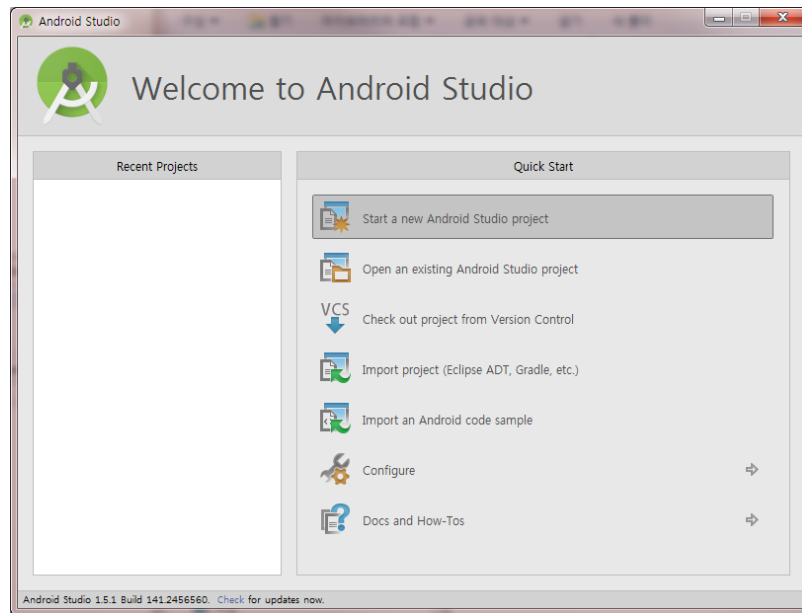 Android Studio
Welcome to Android Studio
Recent Projects
Quick Start
Start a new Android Studio project
Open an existing Android Studio project
VCS
Check out project from Version Control
Import project (Eclipse ADT, Gradle, etc.)
Import an Android code sample
Configure
Docs and How-Tos
Android Studio 1.5.1 Build 141.2456560. Check for updates now.